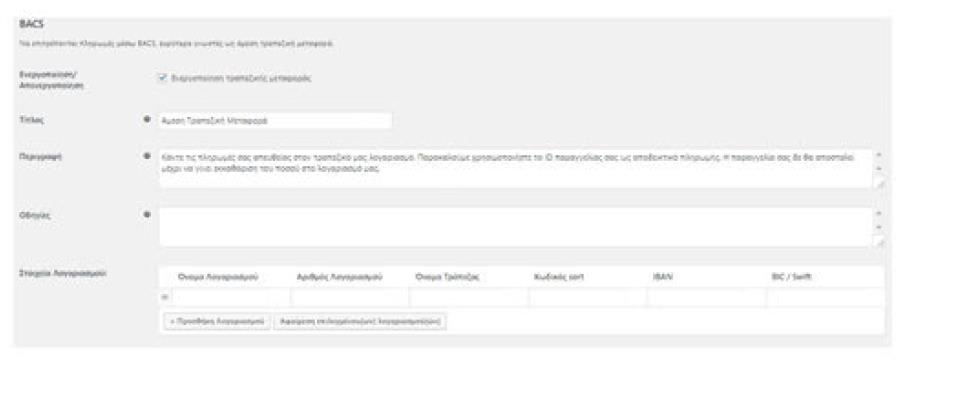 BACS
Να επιτρέπονται πληρωμές μέσω BACS, ευρύτερα γνωστές ως άμεση τραπεζική μεταφορά.
Ενεργοποίηση/
Απενεργοποίηση
Ενεργοποίηση τραπεζικής μεταφοράς
Τίτλος
Άμεση Τραπεζική Μεταφορά
Περιγραφή
Κάντε τις πληρωμές σας απευθείας στον τραπεζικό μας λογαριασμό. Παρακαλούμε χρησιμοποιήστε το ID παραγγελίας σας ως αποδεικτικό πληρωμής. Η παραγγελία σας δε θα αποσταλεί
μέχρι να γίνει εκκαθάριση του ποσού στο λογαριασμό μας.
Οδηγίες
Στοιχεία Λογαριασμού
Όνομα Λογαριασμού Αριθμός Λογαριασμού Όνομα Τράπεζας Κωδικός sort IBAN BIC / Swift
+ Προσθήκη Λογαριασμού Αφαίρεση επιλεγμένου(ων) λογαριασμού(ών)